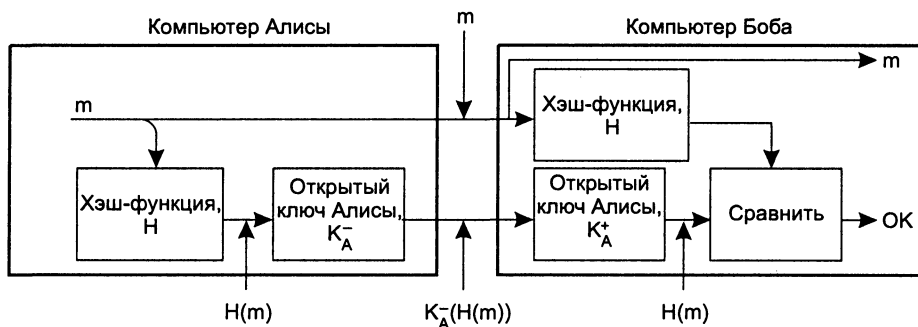 Компьютер Алисы
m
Компьютер Боба
m
m
Хэш-функция,
H
Хэш-функция,
H
Открытый
ключ Алисы,
K_A^-
Открытый
ключ Алисы,
K_A^+
Сравнить
OK
H(m)
K_A^-(H(m))
H(m)